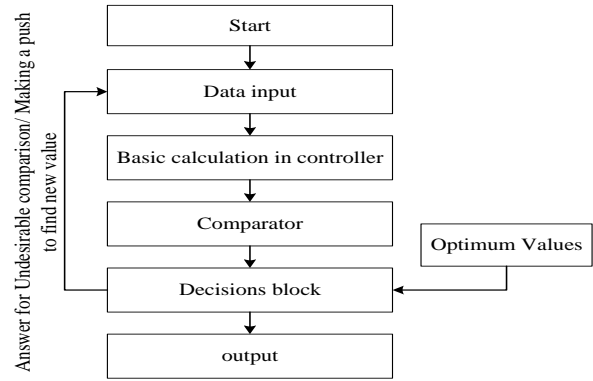 Start
Data input
Basic calculation in controller
Comparator
Optimum Values
Decisions block
output
Answer for Undesirable comparison/ Making a push
to find new value